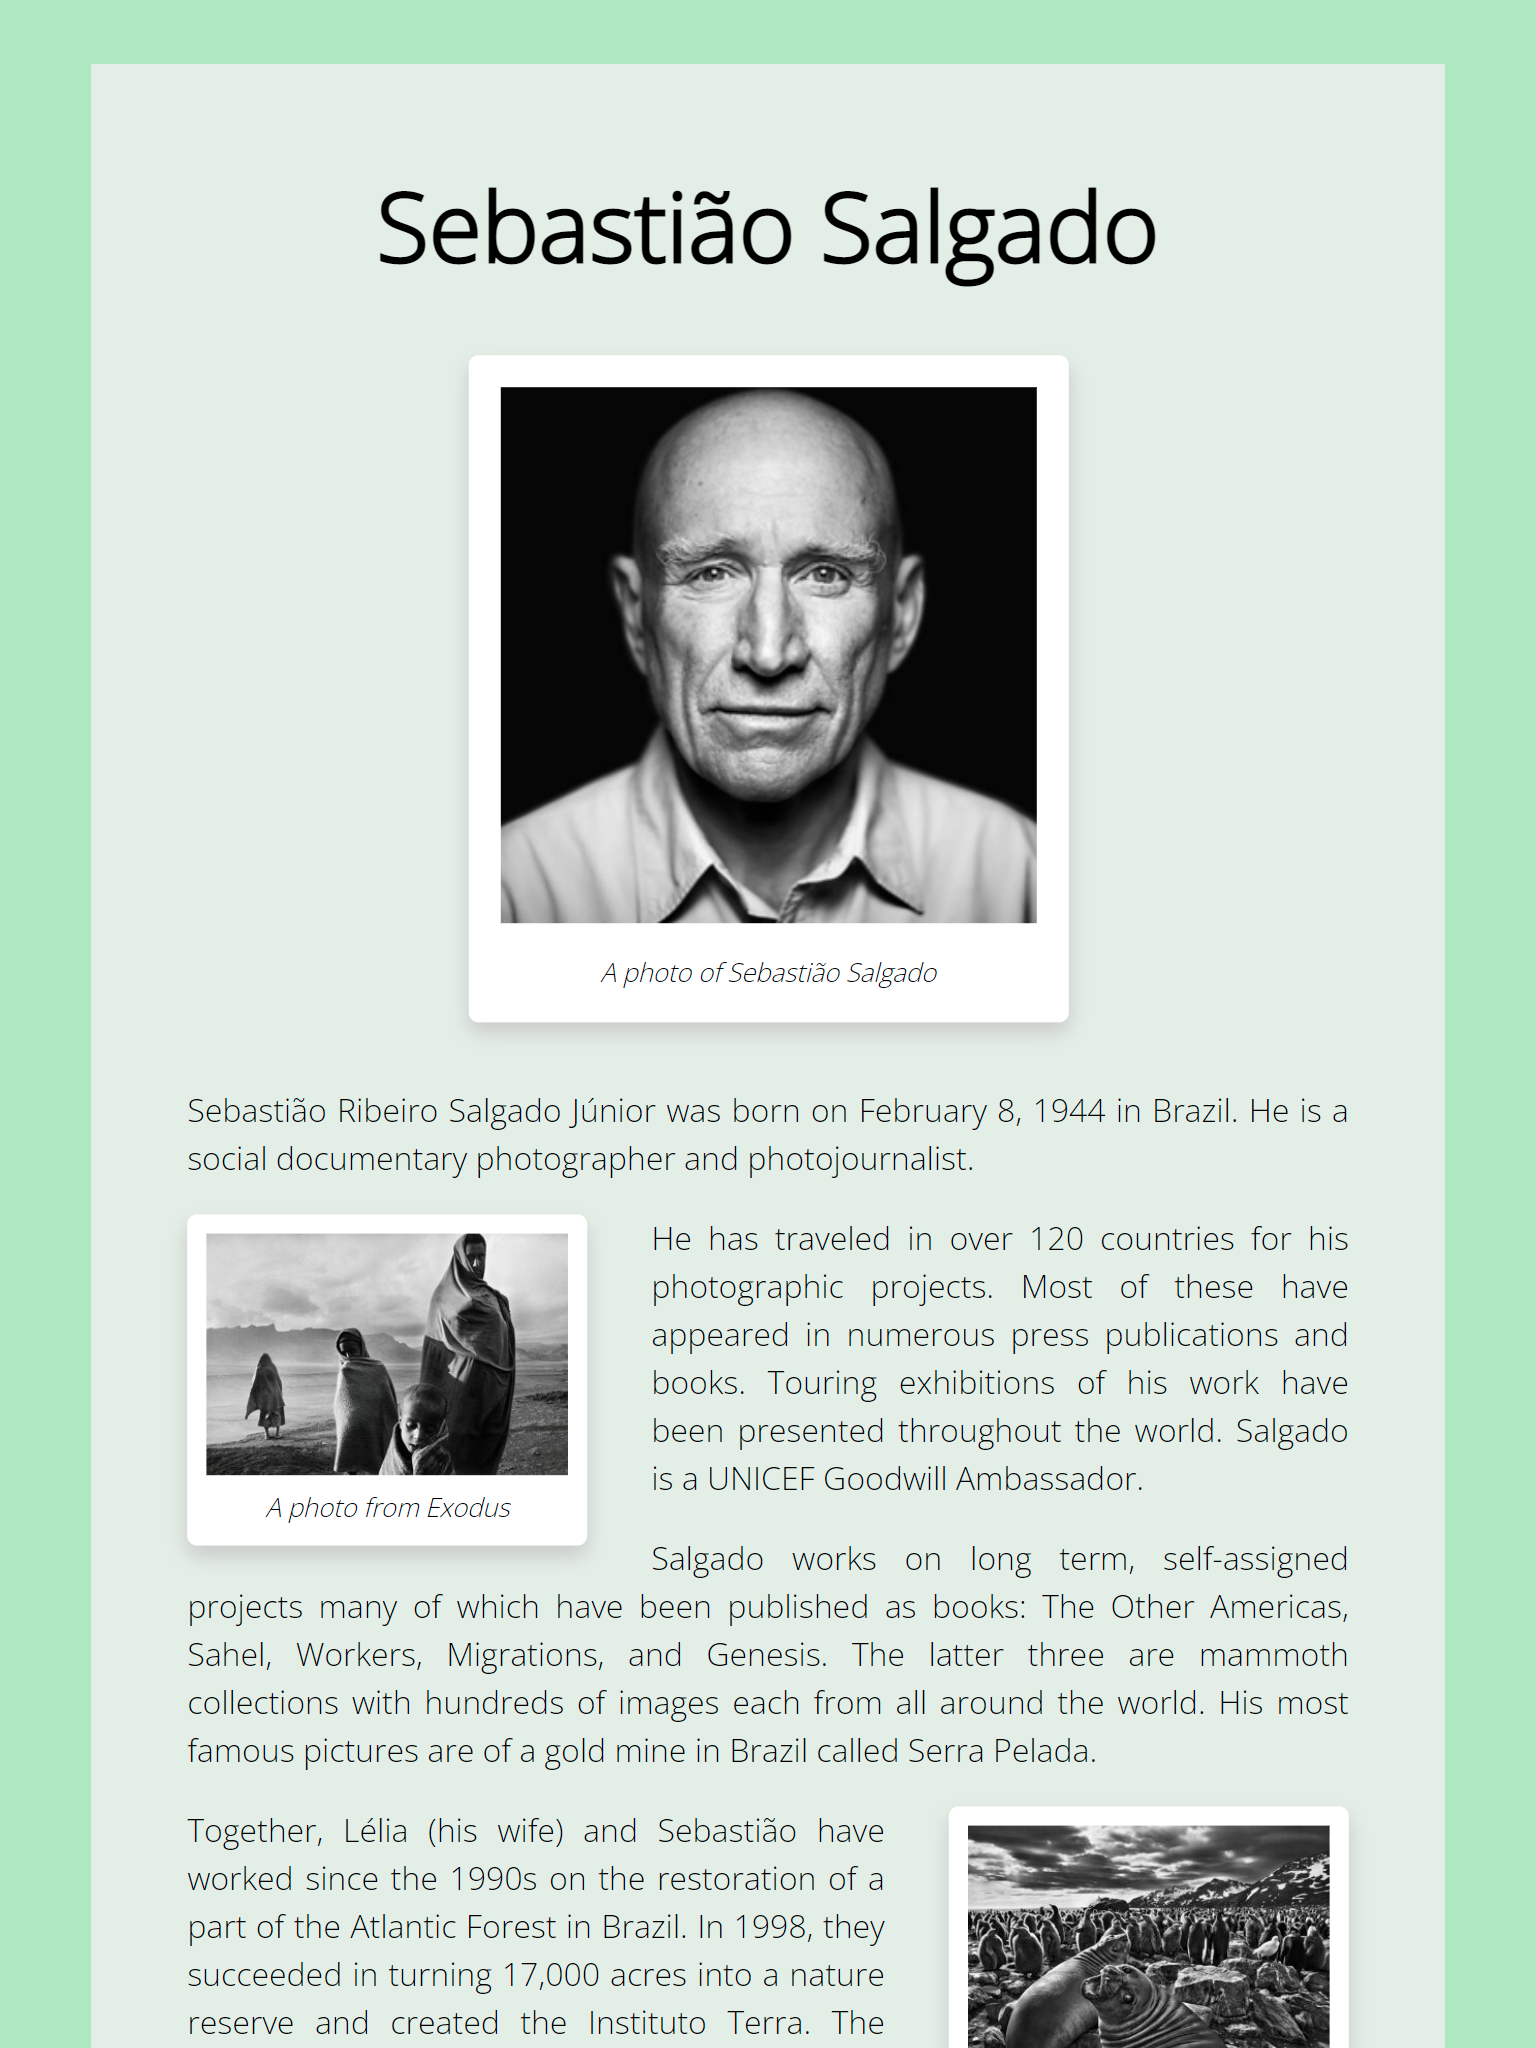 Sebastião Salgado
A photo of Sebastião Salgado
Sebastião Ribeiro Salgado Júnior was born on February 8, 1944 in Brazil. He is a
social documentary photographer and photojournalist.
He has traveled in over 120 countries for his
photographic projects. Most of these have
appeared in numerous press publications and
books. Touring exhibitions of his work have
been presented throughout the world. Salgado
is a UNICEF Goodwill Ambassador.
A photo from Exodus
Salgado works on long term, self-assigned
projects many of which have been published as books: The Other Americas,
Sahel, Workers, Migrations, and Genesis. The latter three are mammoth
collections with hundreds of images each from all around the world. His most
famous pictures are of a gold mine in Brazil called Serra Pelada.
Together, Lélia (his wife) and Sebastião have
worked since the 1990s on the restoration of a
part of the Atlantic Forest in Brazil. In 1998, they
succeeded in turning 17,000 acres into a nature
reserve and created the Instituto Terra. The